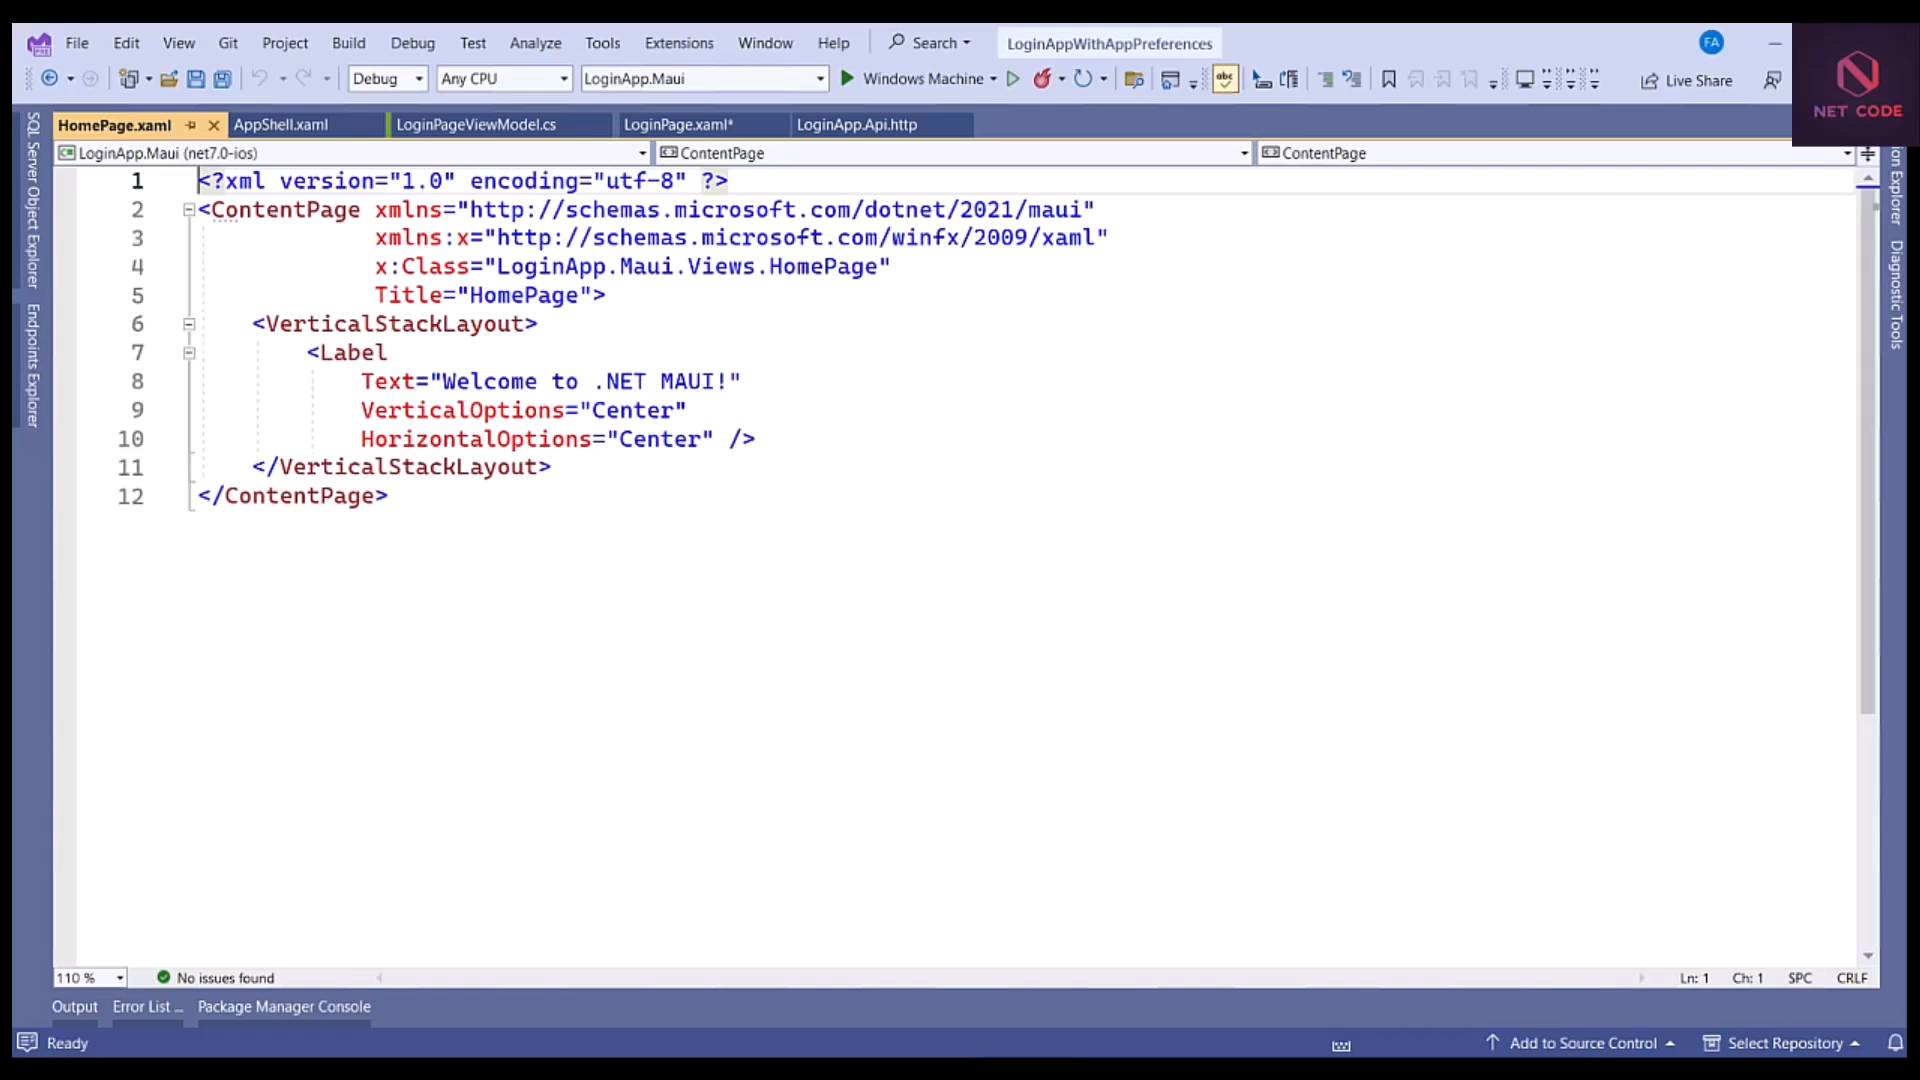 File Edit View Git Project Build Debug Test Analyze Tools Extensions Window Help Search LoginAppWithAppPreferences FA
Debug Any CPU LoginApp.Maui Windows Machine abc Live Share
NET CODE
HomePage.xaml AppShell.xaml LoginPageViewModel.cs LoginPage.xaml* LoginApp.Api.http
LoginApp.Maui (net7.0-ios) ContentPage ContentPage
SQL Server Object Explorer
Endpoints Explorer
1 <?xml version="1.0" encoding="utf-8" ?>
2 <ContentPage xmlns="http://schemas.microsoft.com/dotnet/2021/maui"
3 xmlns:x="http://schemas.microsoft.com/winfx/2009/xaml"
4 x:Class="LoginApp.Maui.Views.HomePage"
5 Title="HomePage">
6 <VerticalStackLayout>
7 <Label
8 Text="Welcome to .NET MAUI!"
9 VerticalOptions="Center"
10 HorizontalOptions="Center" />
11 </VerticalStackLayout>
12 </ContentPage>
Explorer
Diagnostic Tools
110 % No issues found Ln: 1 Ch: 1 SPC CRLF
Output Error List ... Package Manager Console
Ready Add to Source Control Select Repository